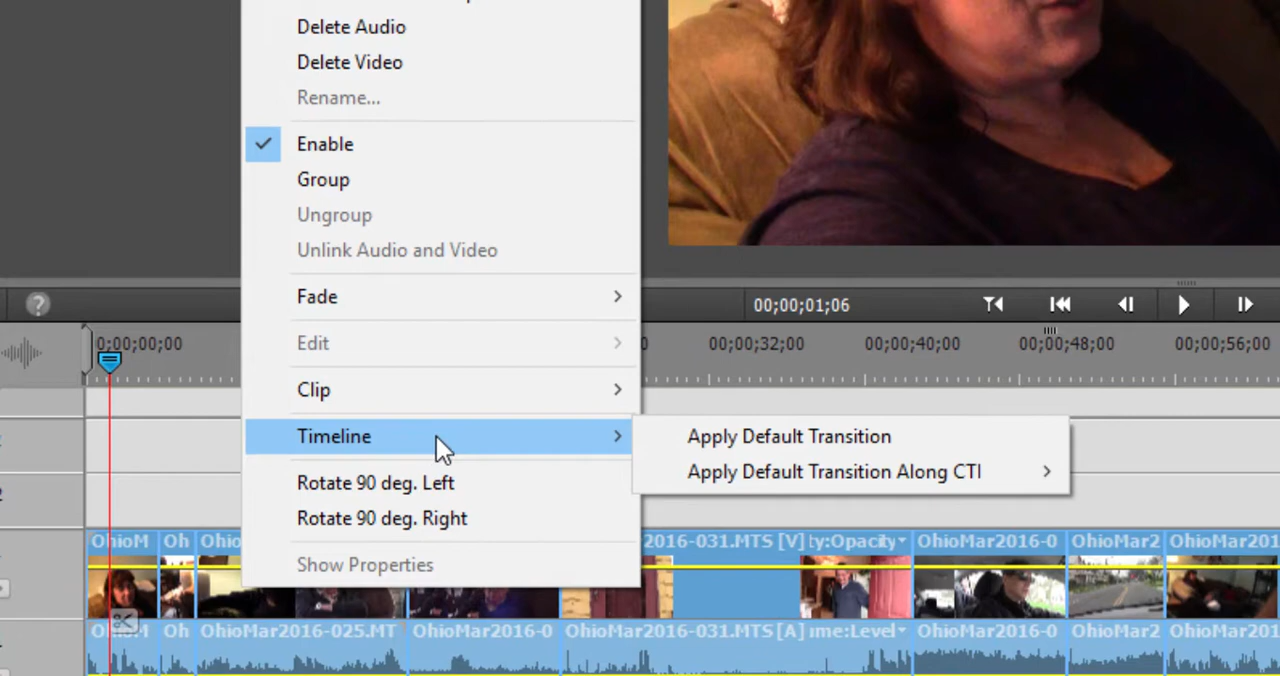 Delete Audio
Delete Video
Rename...
Enable
Group
Ungroup
Unlink Audio and Video
Fade
Edit
Clip
Timeline
Rotate 90 deg. Left
Rotate 90 deg. Right
Show Properties
Apply Default Transition
Apply Default Transition Along CTI
?
00;00;01;06
0;00;00;00 0 00;00;32;00 00;00;40;00 00;00;48;00 00;00;56;00
2
OhioM Oh Ohio 2016-031.MTS [V] ty:Opacity OhioMar2016-0 OhioMar2 OhioMar201
Oh OhioMar2016-025.MT OhioMar2016-0 OhioMar2016-031.MTS [A] ime:Level OhioMar2016-0 OhioMar2 OhioMar201